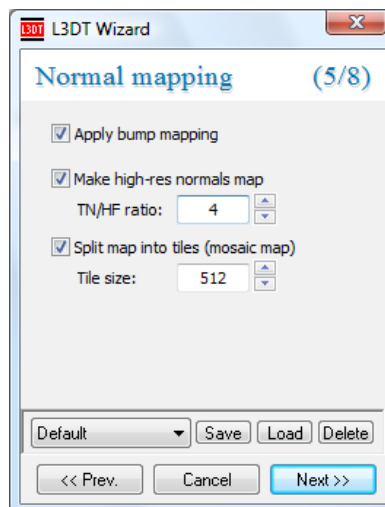 L3DT L3DT Wizard
Normal mapping (5/8)
Apply bump mapping
Make high-res normals map
TN/HF ratio: 4
Split map into tiles (mosaic map)
Tile size: 512
Default Save Load Delete
<< Prev. Cancel Next >>